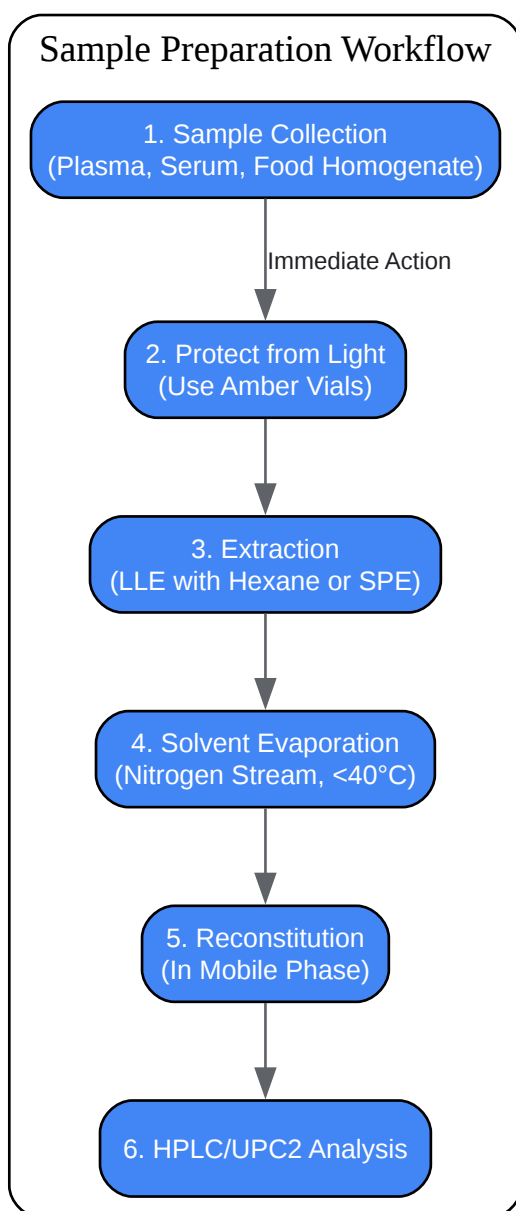 Sample Preparation Workflow
1. Sample Collection
(Plasma, Serum, Food Homogenate)
Immediate Action
2. Protect from Light
(Use Amber Vials)
3. Extraction
(LLE with Hexane or SPE)
4. Solvent Evaporation
(Nitrogen Stream, <40°C)
5. Reconstitution
(In Mobile Phase)
6. HPLC/UPC2 Analysis